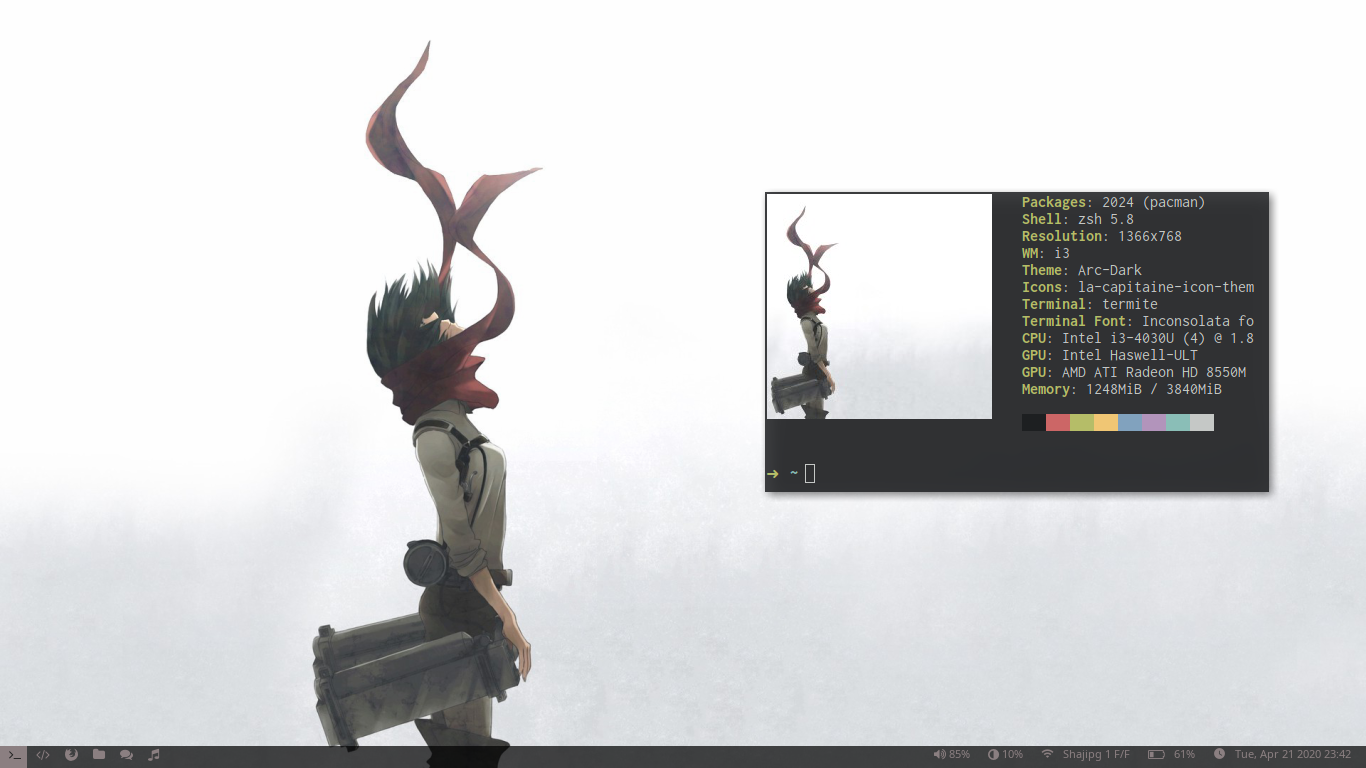 Packages: 2024 (pacman)
Shell: zsh 5.8
Resolution: 1366x768
WM: i3
Theme: Arc-Dark
Icons: la-capitaine-icon-them
Terminal: termite
Terminal Font: Inconsolata fo
CPU: Intel i3-4030U (4) @ 1.8
GPU: Intel Haswell-ULT
GPU: AMD ATI Radeon HD 8550M
Memory: 1248MiB / 3840MiB
➜ ~
>_ </> 85% 10% Shajipg 1 F/F 61% Tue, Apr 21 2020 23:42